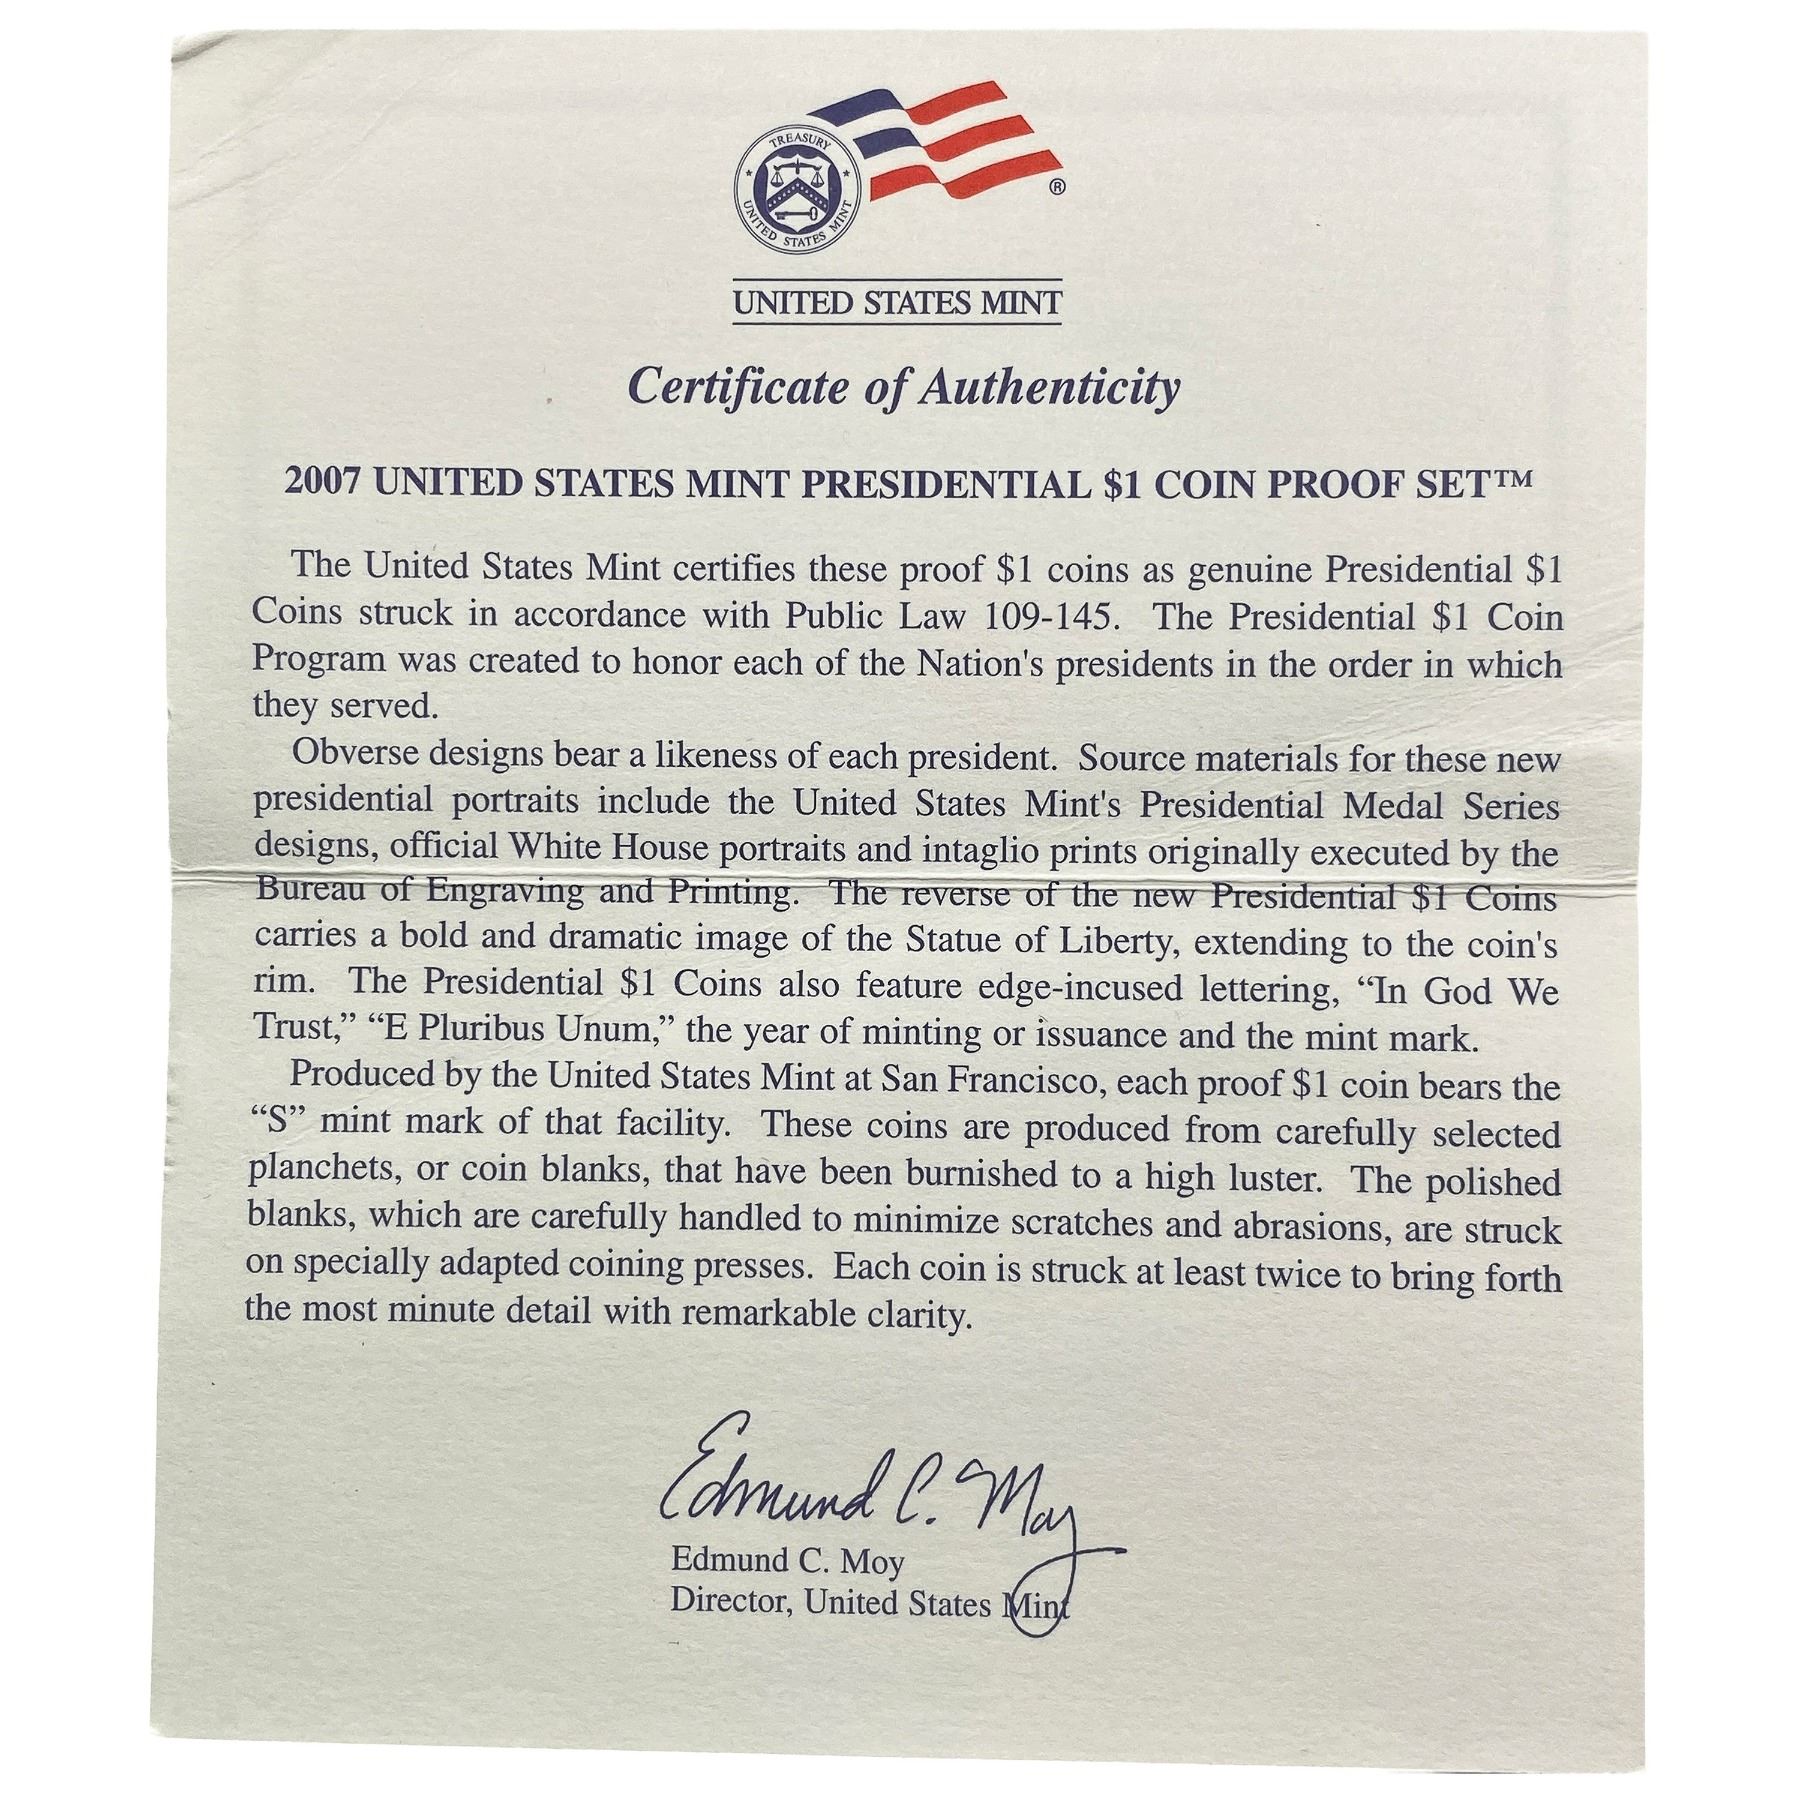 TREASURY
UNITED STATES MINT
®
UNITED STATES MINT
Certificate of Authenticity
2007 UNITED STATES MINT PRESIDENTIAL $1 COIN PROOF SET™
The United States Mint certifies these proof $1 coins as genuine Presidential $1
Coins struck in accordance with Public Law 109-145. The Presidential $1 Coin
Program was created to honor each of the Nation's presidents in the order in which
they served.
Obverse designs bear a likeness of each president. Source materials for these new
presidential portraits include the United States Mint's Presidential Medal Series
designs, official White House portraits and intaglio prints originally executed by the
Bureau of Engraving and Printing. The reverse of the new Presidential $1 Coins
carries a bold and dramatic image of the Statue of Liberty, extending to the coin's
rim. The Presidential $1 Coins also feature edge-incused lettering, “In God We
Trust,” “E Pluribus Unum,” the year of minting or issuance and the mint mark.
Produced by the United States Mint at San Francisco, each proof $1 coin bears the
“S” mint mark of that facility. These coins are produced from carefully selected
planchets, or coin blanks, that have been burnished to a high luster. The polished
blanks, which are carefully handled to minimize scratches and abrasions, are struck
on specially adapted coining presses. Each coin is struck at least twice to bring forth
the most minute detail with remarkable clarity.
Edmund C. Moy
Edmund C. Moy
Director, United States Mint